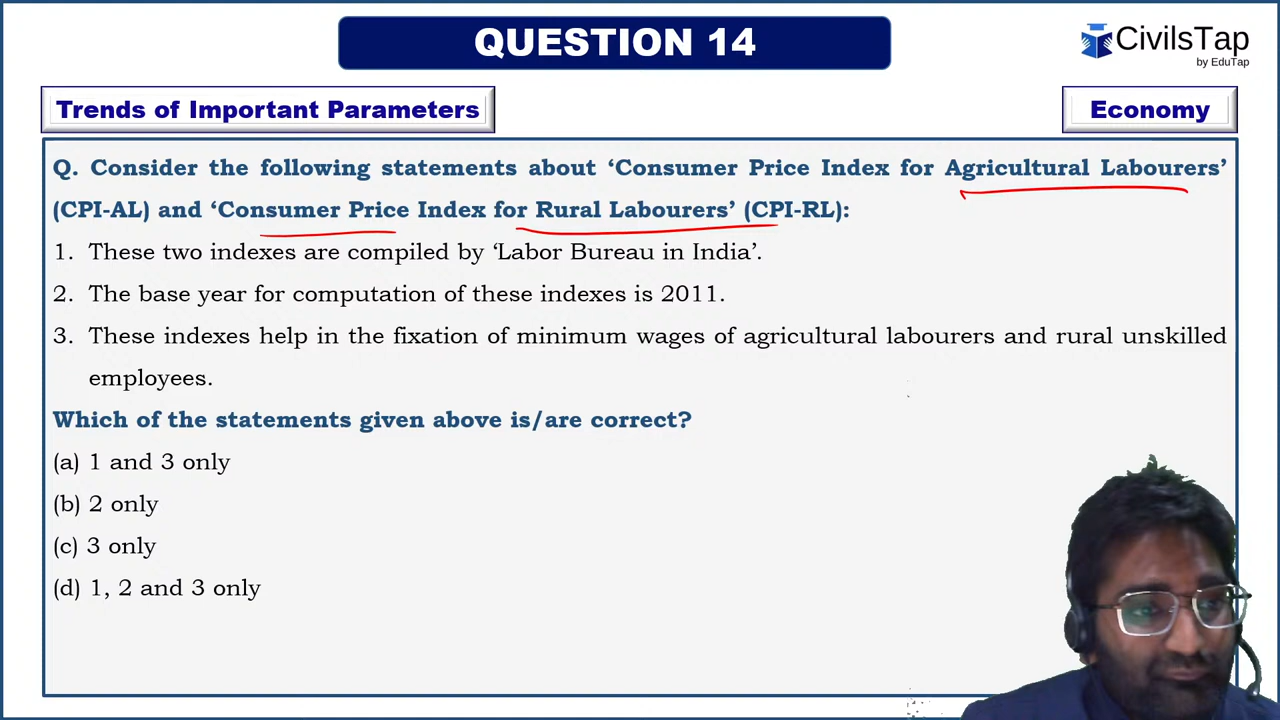 QUESTION 14
CivilsTap
by EduTap
Trends of Important Parameters
Economy
Q. Consider the following statements about ‘Consumer Price Index for Agricultural Labourers’
(CPI-AL) and ‘Consumer Price Index for Rural Labourers’ (CPI-RL):
1. These two indexes are compiled by ‘Labor Bureau in India’.
2. The base year for computation of these indexes is 2011.
3. These indexes help in the fixation of minimum wages of agricultural labourers and rural unskilled
employees.
Which of the statements given above is/are correct?
(a) 1 and 3 only
(b) 2 only
(c) 3 only
(d) 1, 2 and 3 only